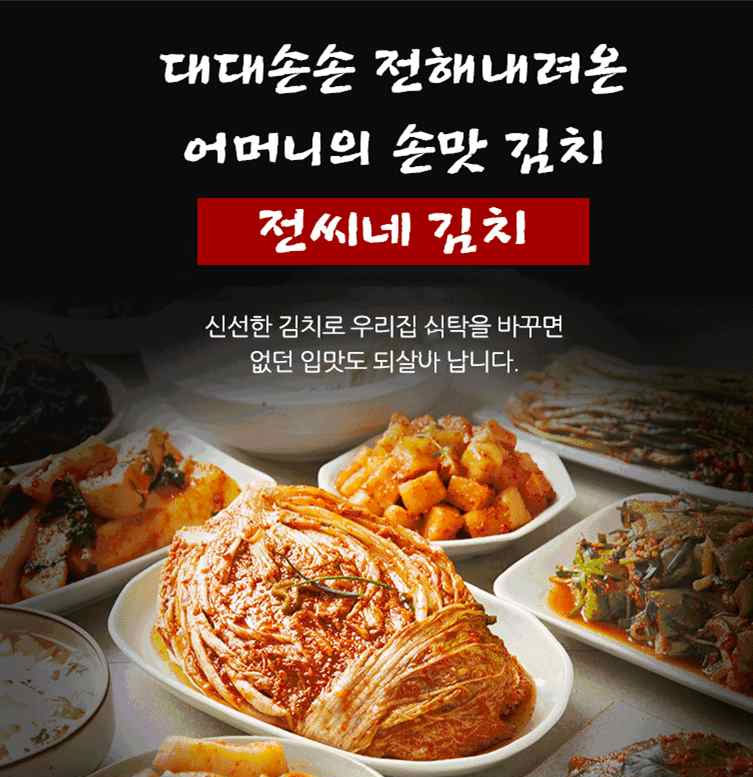 대대손손 전해내려온
어머니의 손맛 김치
전씨네 김치
신선한 김치로 우리집 식탁을 바꾸면
없던 입맛도 되살아 납니다.